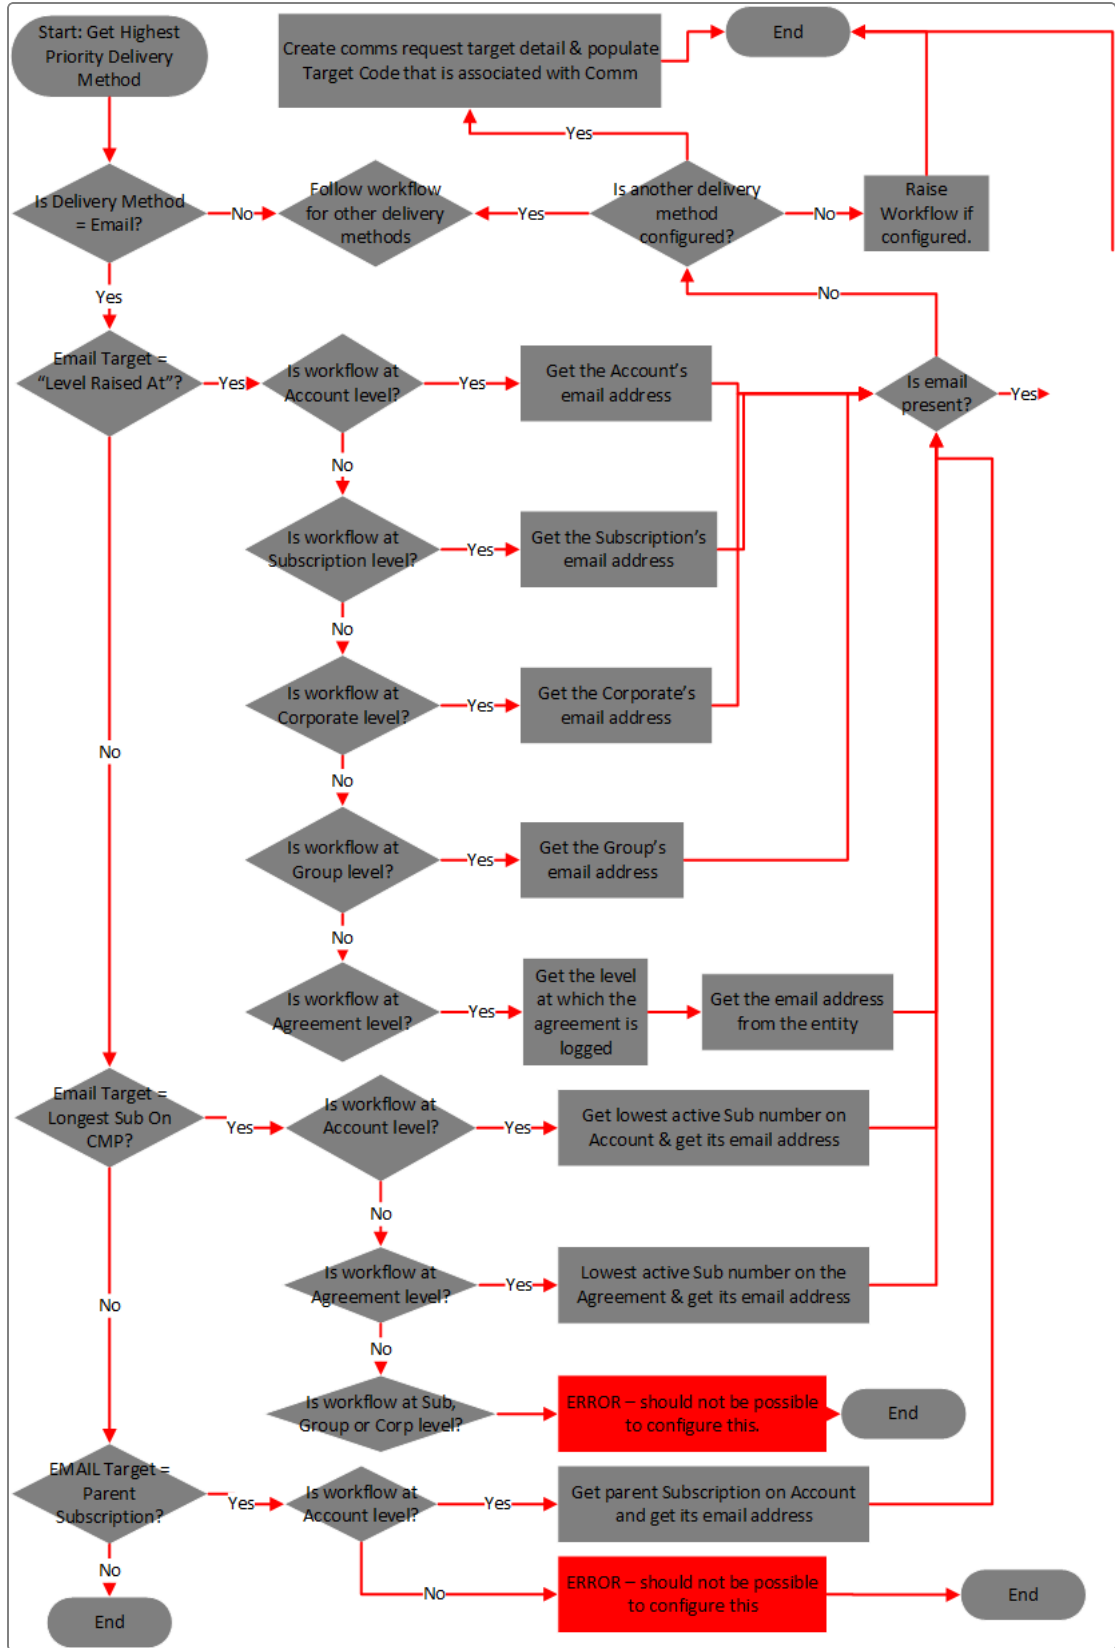 Start: Get Highest
Priority Delivery
Method
Create comms request target detail & populate
Target Code that is associated with Comm
End
Yes
Is Delivery Method
= Email?
No
Follow workflow
for other delivery
methods
Yes
Is another delivery
method
configured?
No
Raise
Workflow if
configured.
Yes
No
Email Target =
“Level Raised At”?
Yes
Is workflow at
Account level?
Yes
Get the Account’s
email address
Is email
present?
Yes
No
Is workflow at
Subscription level?
Yes
Get the Subscription’s
email address
No
Is workflow at
Corporate level?
Yes
Get the Corporate’s
email address
No
No
Is workflow at
Group level?
Yes
Get the Group’s
email address
No
Is workflow at
Agreement level?
Yes
Get the level
at which the
agreement is
logged
Get the email address
from the entity
Email Target =
Longest Sub On
CMP?
Yes
Is workflow at
Account level?
Yes
Get lowest active Sub number on
Account & get its email address
No
Is workflow at
Agreement level?
Yes
Lowest active Sub number on the
Agreement & get its email address
No
No
Is workflow at Sub,
Group or Corp level?
ERROR – should not be possible
to configure this.
End
EMAIL Target =
Parent
Subscription?
Yes
Is workflow at
Account level?
Yes
Get parent Subscription on Account
and get its email address
No
No
ERROR – should not be possible
to configure this
End
End